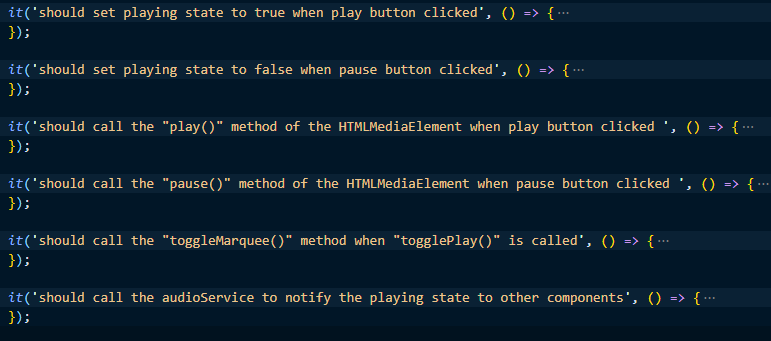 it('should set playing state to true when play button clicked', () => {···
});
it('should set playing state to false when pause button clicked', () => {···
});
it('should call the "play()" method of the HTMLMediaElement when play button clicked ', () => {···
});
it('should call the "pause()" method of the HTMLMediaElement when pause button clicked ', () => {···
});
it('should call the "toggleMarquee()" method when "togglePlay()" is called', () => {···
});
it('should call the audioService to notify the playing state to other components', () => {···
});